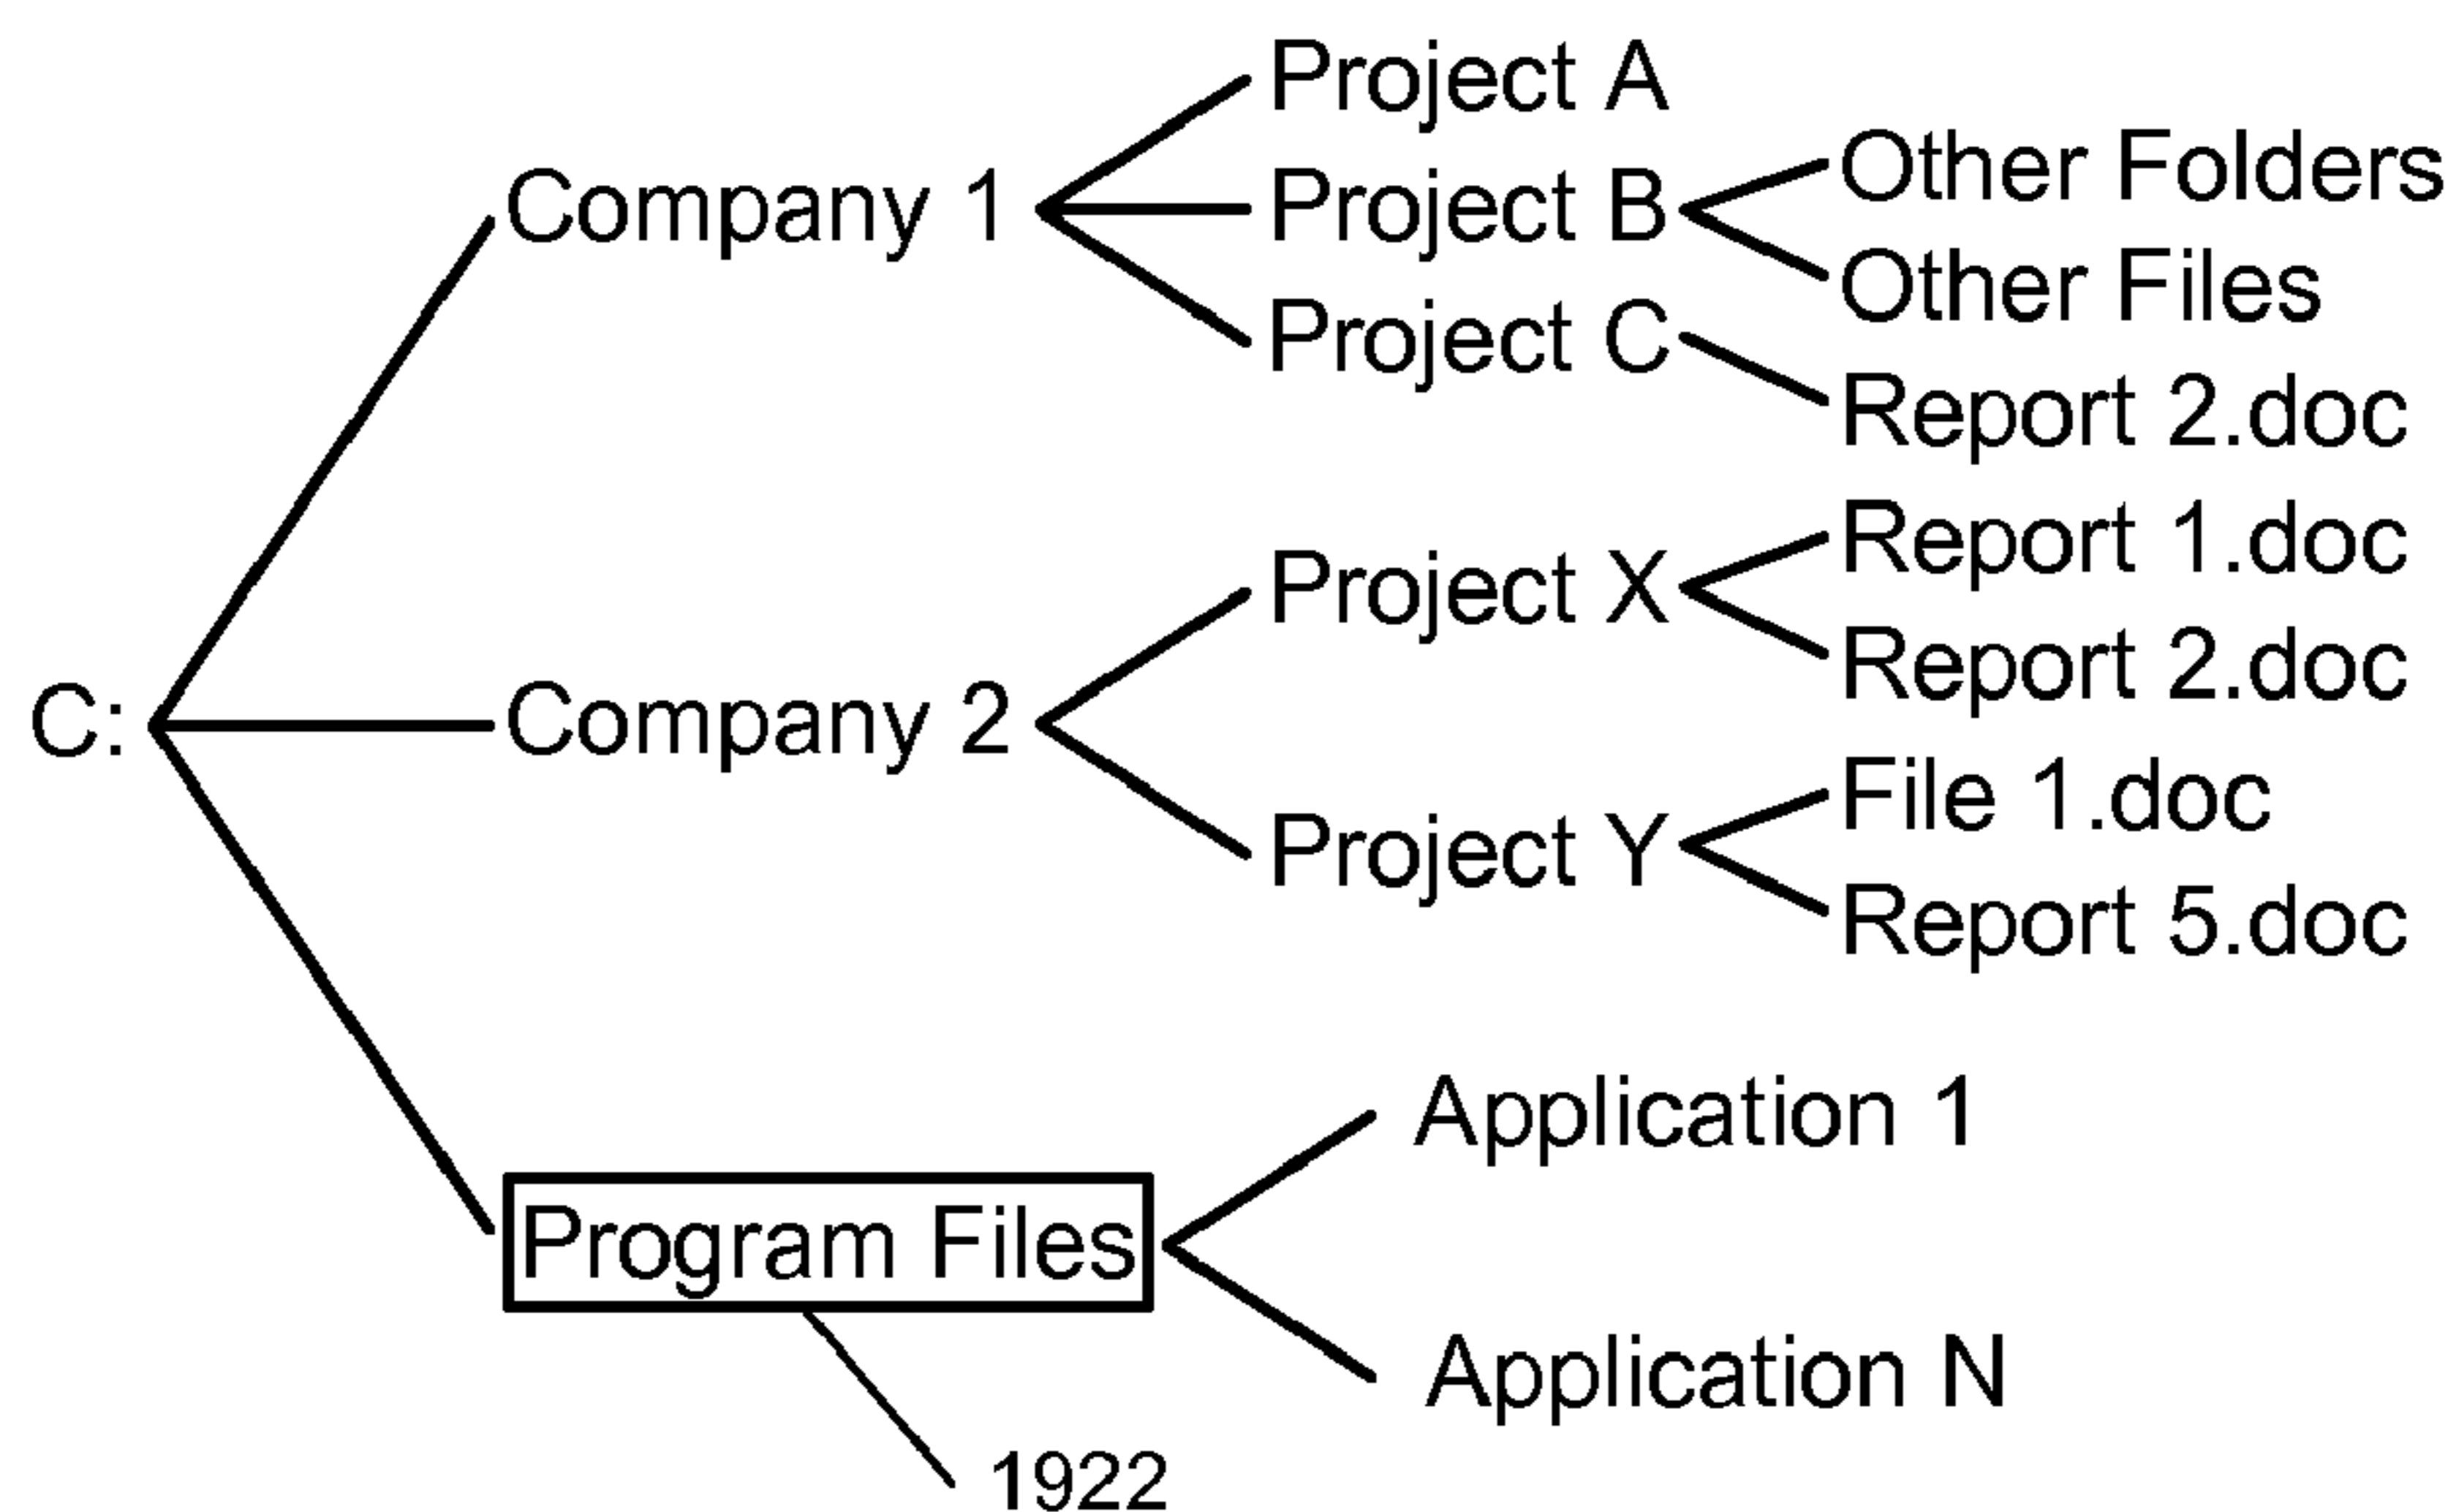 Project A
Other Folders
Company 1
Project B
Other Files
Project C
Report 2.doc
Report 1.doc
Project X
Report 2.doc
C:
Company 2
File 1.doc
Project Y
Report 5.doc
Application 1
Program Files
Application N
1922